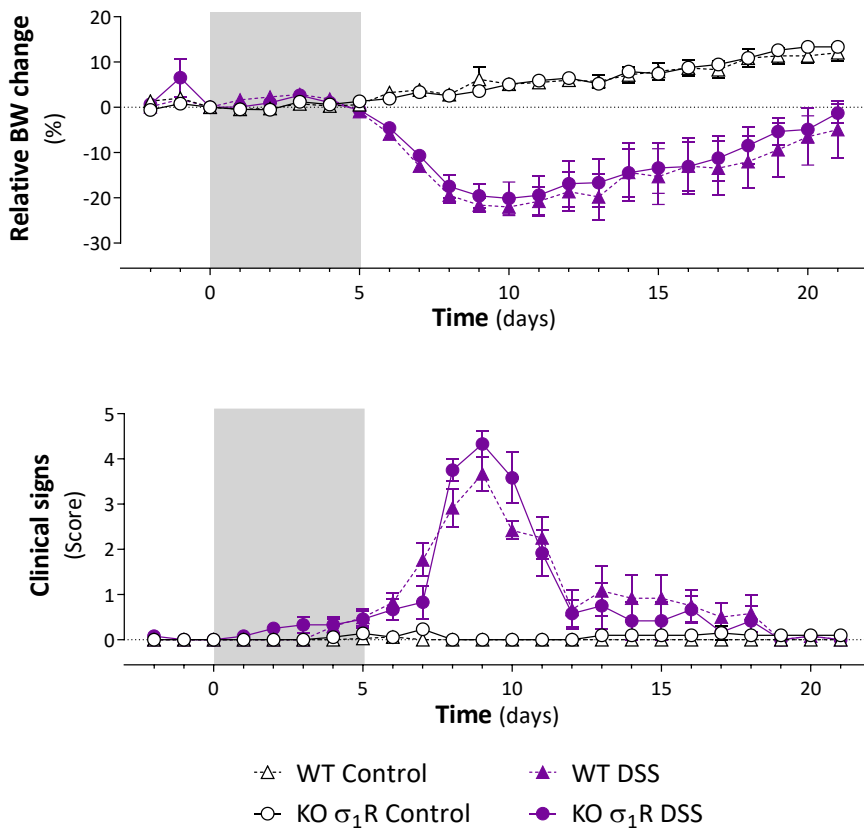 20
10
0
-10
-20
-30
Relative BW change
(%)
0 5 10 15 20
Time (days)
5
4
3
2
1
0
Clinical signs
(Score)
0 5 10 15 20
Time (days)
WT Control WT DSS
KO σ₁R Control KO σ₁R DSS